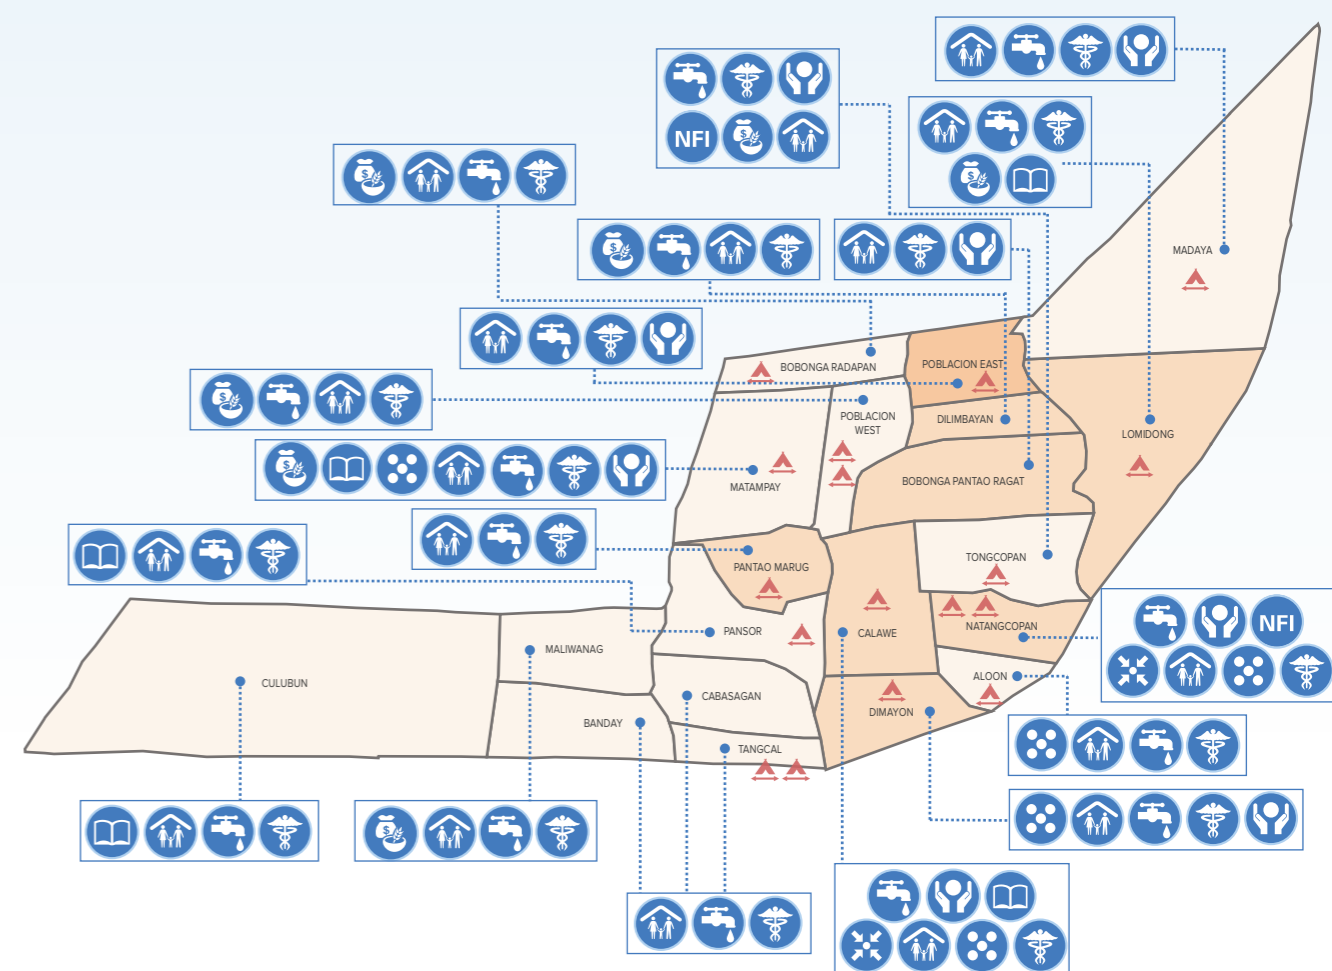 NFI
MADAYA
BOBONGA RADAPAN
POBLACION EAST
POBLACION
WEST
DILIMBAYAN
LOMIDONG
MATAMPAY
BOBONGA PANTAO RAGAT
TONGCOPAN
PANTAO MARUG
PANSOR
CALAWE
NATANGCOPAN
NFI
MALIWANAG
CULUBUN
CABASAGAN
ALOON
BANDAY
DIMAYON
TANGCAL
$
$
$
$
$
$
$